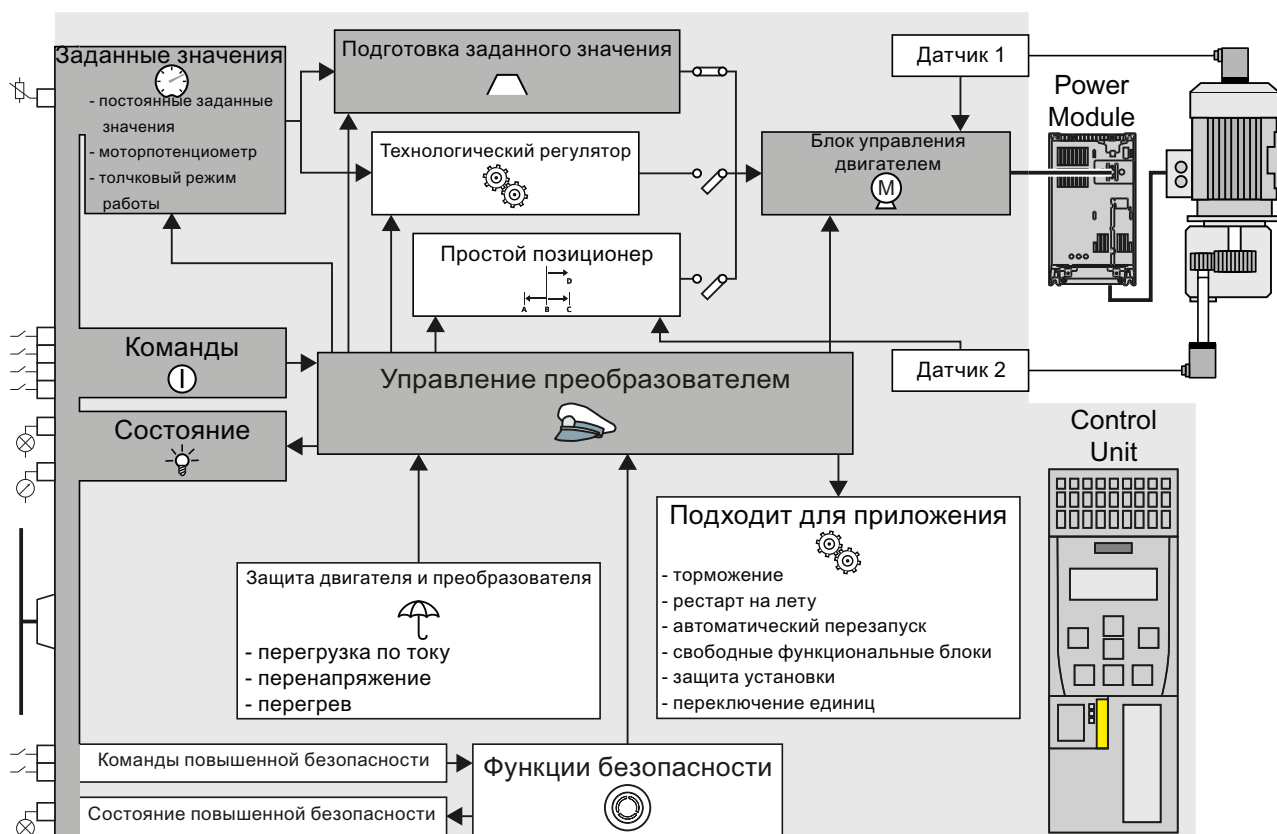 Заданные значения
- постоянные заданные
значения
- моторпотенциометр
- толчковый режим
работы
Подготовка заданного значения
Технологический регулятор
Простой позиционер
D
A B C
Датчик 1
Блок управления
двигателем
M
Power
Module
Датчик 2
Команды
I
Состояние
Управление преобразователем
Control
Unit
Защита двигателя и преобразователя
- перегрузка по току
- перенапряжение
- перегрев
Подходит для приложения
- торможение
- рестарт на лету
- автоматический перезапуск
- свободные функциональные блоки
- защита установки
- переключение единиц
Команды повышенной безопасности
Состояние повышенной безопасности
Функции безопасности